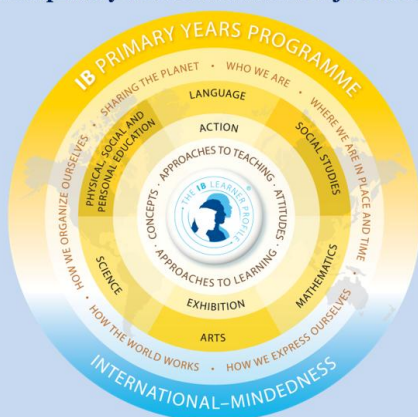 IB PRIMARY YEARS PROGRAMME
SHARING THE PLANET • WHO WE ARE • WHERE WE ARE IN PLACE AND TIME •
HOW WE ORGANIZE OURSELVES •
LANGUAGE
PHYSICAL, SOCIAL AND
PERSONAL EDUCATION
SOCIAL STUDIES
ACTION
APPROACHES TO TEACHING •
CONCEPTS •
ATTITUDES •
THE IB LEARNER PROFILE
APPROACHES TO LEARNING
SCIENCE
MATHEMATICS
EXHIBITION
ARTS
• HOW THE WORLD WORKS • HOW WE EXPRESS OURSELVES
INTERNATIONAL–MINDEDNESS